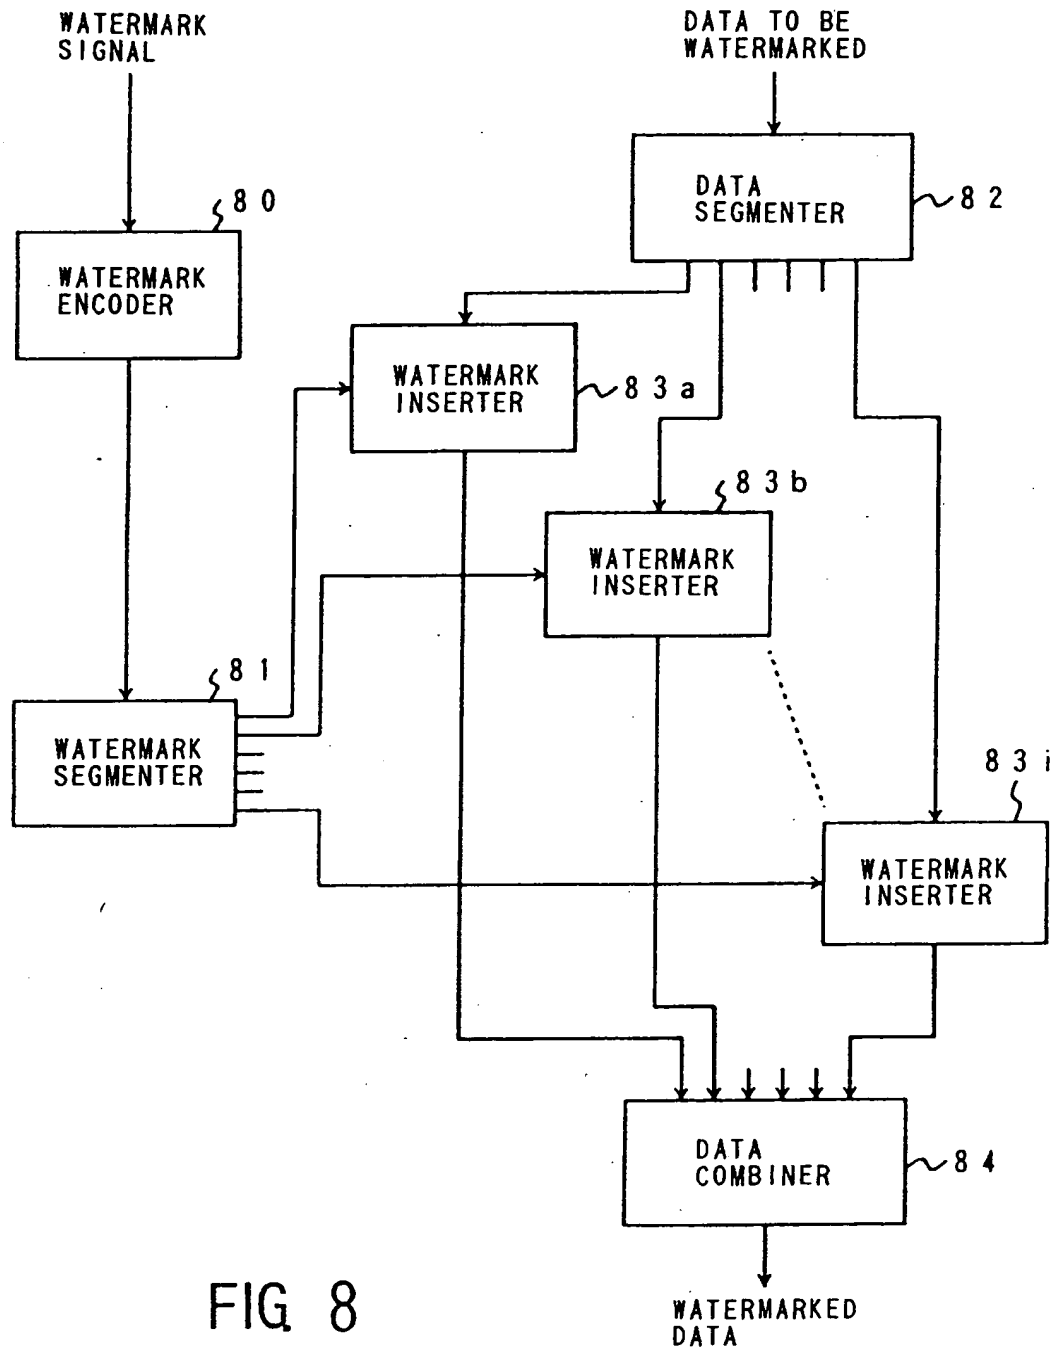 WATERMARK
SIGNAL
DATA TO BE
WATERMARKED
80
WATERMARK
ENCODER
DATA
SEGMENTER
82
WATERMARK
INSERTER
83a
83b
WATERMARK
INSERTER
81
WATERMARK
SEGMENTER
83i
WATERMARK
INSERTER
DATA
COMBINER
84
WATERMARKED
DATA
FIG. 8